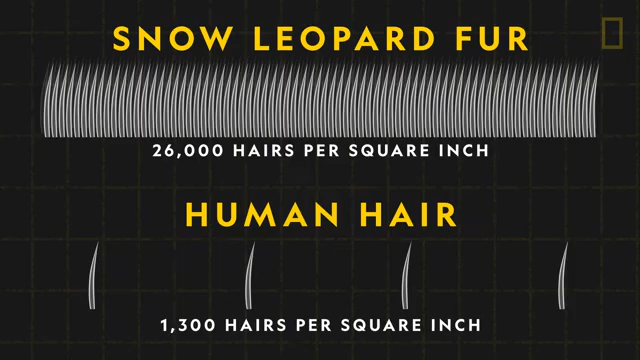 SNOW LEOPARD FUR
26,000 HAIRS PER SQUARE INCH
HUMAN HAIR
1,300 HAIRS PER SQUARE INCH